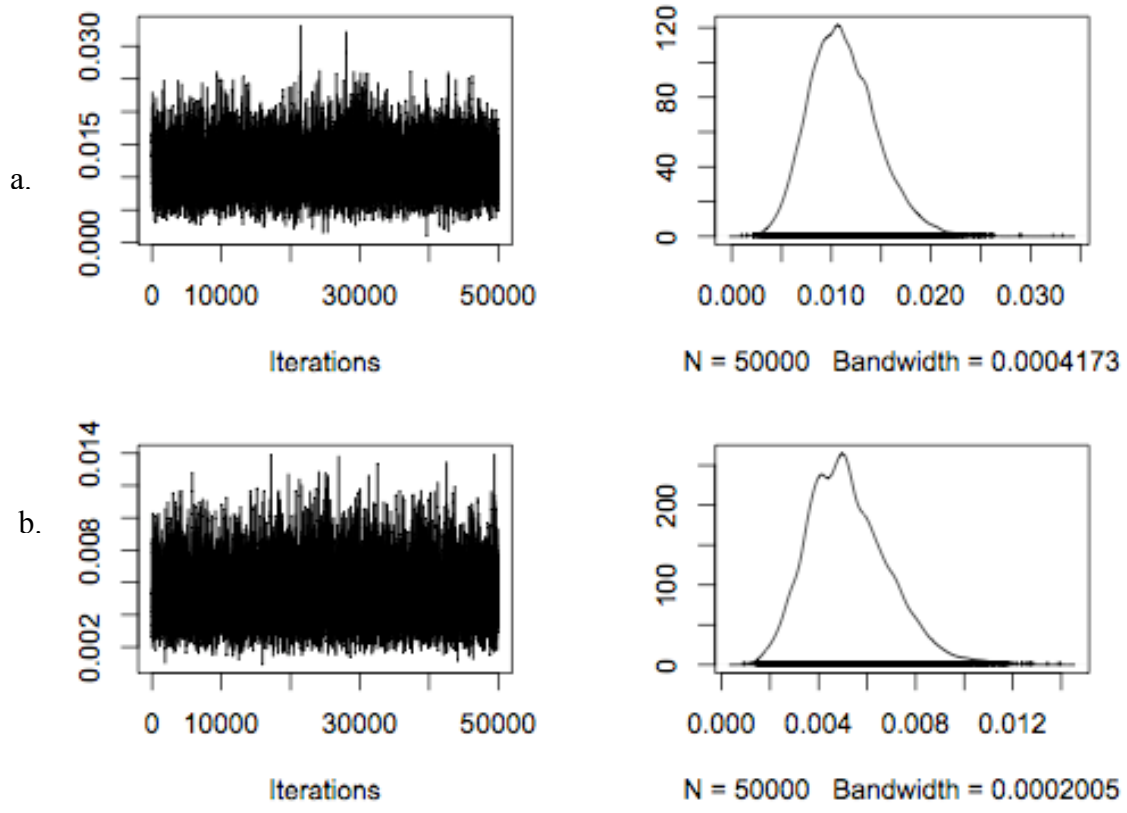 a.
0.000 0.015 0.030
0 10000 30000 50000
Iterations
0 40 80 120
0.000 0.010 0.020 0.030
N = 50000 Bandwidth = 0.0004173
b.
0.002 0.008 0.014
0 10000 30000 50000
Iterations
0 100 200
0.000 0.004 0.008 0.012
N = 50000 Bandwidth = 0.0002005